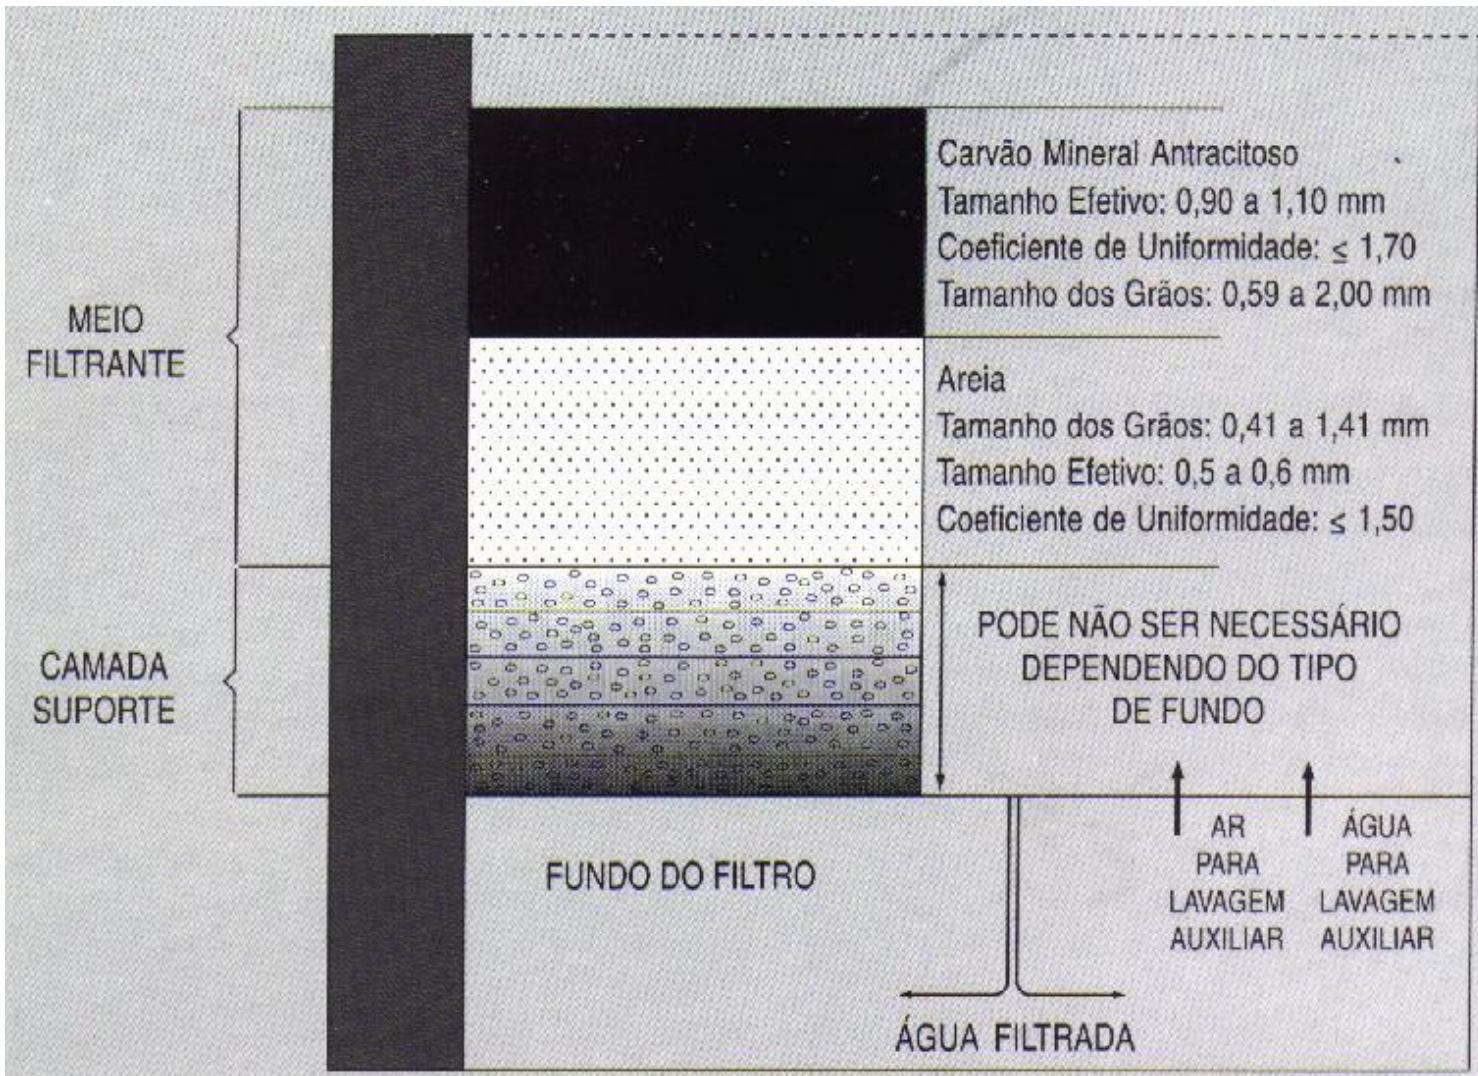 Carvão Mineral Antracitoso
Tamanho Efetivo: 0,90 a 1,10 mm
Coeficiente de Uniformidade: ≤ 1,70
Tamanho dos Grãos: 0,59 a 2,00 mm
MEIO
FILTRANTE
Areia
Tamanho dos Grãos: 0,41 a 1,41 mm
Tamanho Efetivo: 0,5 a 0,6 mm
Coeficiente de Uniformidade: ≤ 1,50
CAMADA
SUPORTE
PODE NÃO SER NECESSÁRIO
DEPENDENDO DO TIPO
DE FUNDO
AR
PARA
LAVAGEM
AUXILIAR
ÁGUA
PARA
LAVAGEM
AUXILIAR
FUNDO DO FILTRO
ÁGUA FILTRADA